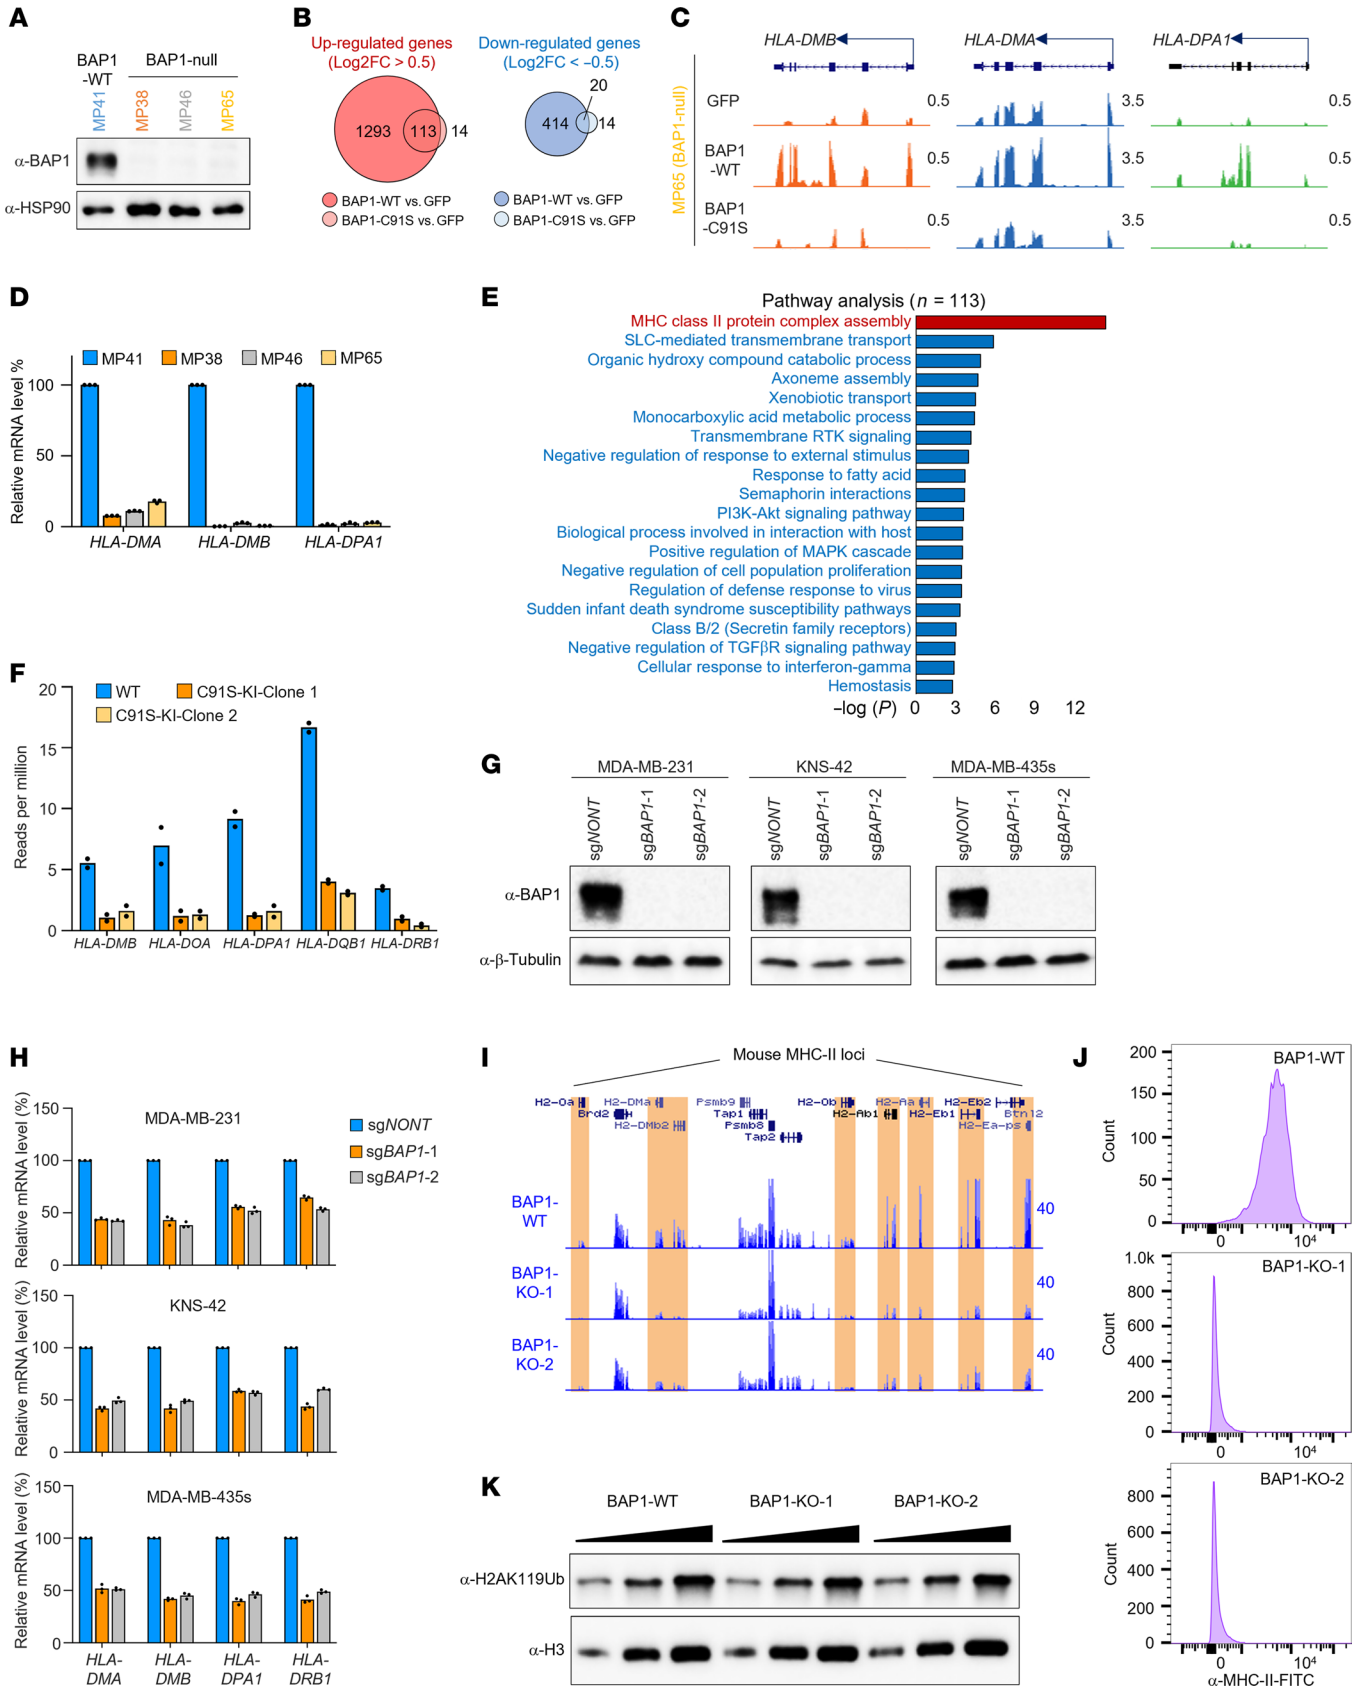 A
BAP1
-WT
BAP1-null
MP41
MP38
MP46
MP65
α-BAP1
α-HSP90
B
Up-regulated genes
(Log2FC > 0.5)
Down-regulated genes
(Log2FC < –0.5)
1293
113
14
414
20
14
BAP1-WT vs. GFP
BAP1-C91S vs. GFP
BAP1-WT vs. GFP
BAP1-C91S vs. GFP
C
HLA-DMB
HLA-DMA
HLA-DPA1
MP65 (BAP1-null)
GFP
0.5
3.5
0.5
BAP1
-WT
0.5
3.5
0.5
BAP1
-C91S
0.5
3.5
0.5
D
MP41
MP38
MP46
MP65
Relative mRNA level %
100
50
0
HLA-DMA
HLA-DMB
HLA-DPA1
E
Pathway analysis (n = 113)
MHC class II protein complex assembly
SLC-mediated transmembrane transport
Organic hydroxy compound catabolic process
Axoneme assembly
Xenobiotic transport
Monocarboxylic acid metabolic process
Transmembrane RTK signaling
Negative regulation of response to external stimulus
Response to fatty acid
Semaphorin interactions
PI3K-Akt signaling pathway
Biological process involved in interaction with host
Positive regulation of MAPK cascade
Negative regulation of cell population proliferation
Regulation of defense response to virus
Sudden infant death syndrome susceptibility pathways
Class B/2 (Secretin family receptors)
Negative regulation of TGFβR signaling pathway
Cellular response to interferon-gamma
Hemostasis
–log (P)
0
3
6
9
12
F
WT
C91S-KI-Clone 1
C91S-KI-Clone 2
Reads per million
20
15
10
5
0
HLA-DMB
HLA-DOA
HLA-DPA1
HLA-DQB1
HLA-DRB1
G
MDA-MB-231
KNS-42
MDA-MB-435s
sgNONT
sgBAP1-1
sgBAP1-2
sgNONT
sgBAP1-1
sgBAP1-2
sgNONT
sgBAP1-1
sgBAP1-2
α-BAP1
α-β-Tubulin
H
MDA-MB-231
Relative mRNA level (%)
150
100
50
0
sgNONT
sgBAP1-1
sgBAP1-2
KNS-42
Relative mRNA level (%)
150
100
50
0
MDA-MB-435s
Relative mRNA level (%)
150
100
50
0
HLA-
DMA
HLA-
DMB
HLA-
DPA1
HLA-
DRB1
I
Mouse MHC-II loci
H2-Oa
H2-DMa
Psmb9
H2-Ob
H2-Aa
H2-Eb2
Brd2
Tap1
H2-Ab1
H2-Eb1
Btnl2
H2-DMb2
Psmb8
H2-Ea-ps
Tap2
BAP1-
WT
40
BAP1-
KO-1
40
BAP1-
KO-2
40
J
BAP1-WT
Count
200
150
100
50
0
0
10⁴
BAP1-KO-1
Count
1.0k
800
600
400
200
0
0
10⁴
BAP1-KO-2
Count
800
600
400
200
0
0
10⁴
α-MHC-II-FITC
K
BAP1-WT
BAP1-KO-1
BAP1-KO-2
α-H2AK119Ub
α-H3